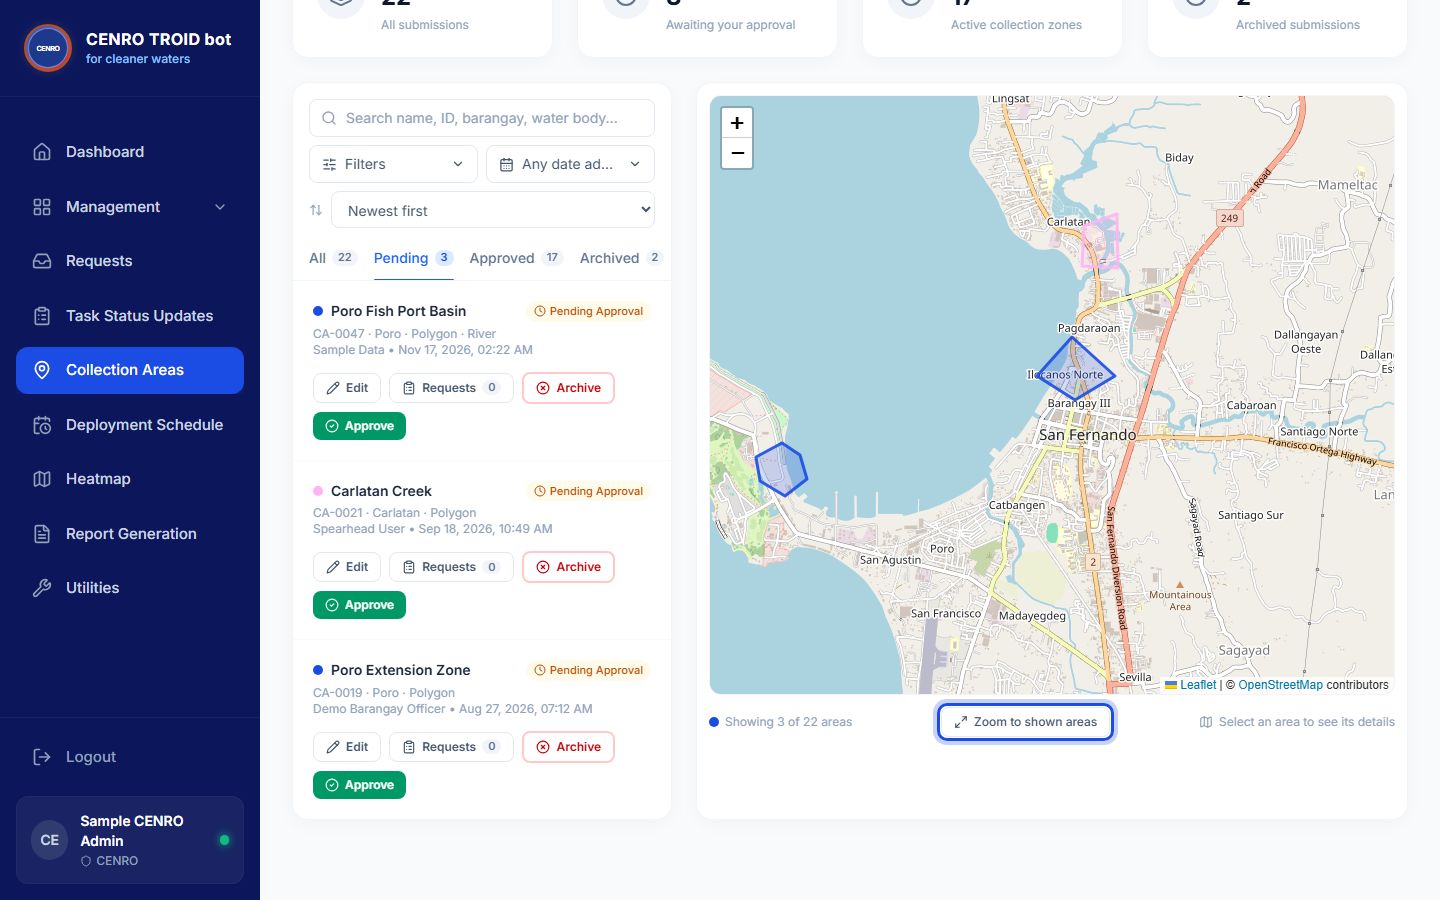 CENRO
CENRO TROID bot
for cleaner waters
Dashboard
Management
Requests
Task Status Updates
Collection Areas
Deployment Schedule
Heatmap
Report Generation
Utilities
Logout
CE
Sample CENRO Admin
CENRO
All submissions
Awaiting your approval
Active collection zones
Archived submissions
Search name, ID, barangay, water body...
Filters
Any date ad...
Newest first
All 22
Pending 3
Approved 17
Archived 2
Poro Fish Port Basin
Pending Approval
CA-0047 · Poro · Polygon · River
Sample Data • Nov 17, 2026, 02:22 AM
Edit
Requests 0
Archive
Approve
Carlatan Creek
Pending Approval
CA-0021 · Carlatan · Polygon
Spearhead User • Sep 18, 2026, 10:49 AM
Edit
Requests 0
Archive
Approve
Poro Extension Zone
Pending Approval
CA-0019 · Poro · Polygon
Demo Barangay Officer • Aug 27, 2026, 07:12 AM
Edit
Requests 0
Archive
Approve
+
−
Lingsat
Biday
Mameltac
Road
249
Carlatan
Pagdaraoan
Dallangayan
Oeste
Ilocanos Norte
Barangay III
San Fernando
Cabaroan
Santiago Norte
Francisco Ortega Highway
Catbangen
Santiago Sur
Sagayad Road
San Fernando Diversion Road
Poro
San Agustin
2
Mountainous
Area
San Francisco
Madayegdeg
Sagayad
Sevilla
Leaflet | © OpenStreetMap contributors
Showing 3 of 22 areas
Zoom to shown areas
Select an area to see its details